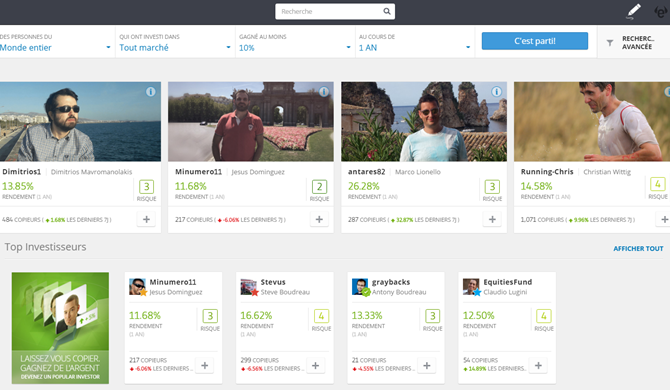 Recherche
DES PERSONNES DU
Monde entier
QUI ONT INVESTI DANS
Tout marché
GAGNÉ AU MOINS
10%
AU COURS DE
1 AN
C'est parti!
RECHERC..
AVANCÉE
Dimitrios1 Dimitrios Mavromanolakis
13.85%
RENDEMENT (1 AN)
3
RISQUE
484 COPIEURS ( 1.68% LES DERNIERS 7J )
+
Minumero11 Jesus Dominguez
11.68%
RENDEMENT (1 AN)
2
RISQUE
217 COPIEURS ( -6.06% LES DERNIERS 7J )
+
antares82 Marco Lionello
26.28%
RENDEMENT (1 AN)
3
RISQUE
287 COPIEURS ( 32.87% LES DERNIERS 7J )
+
Running-Chris Christian Wittig
14.58%
RENDEMENT (1 AN)
4
RISQUE
1,071 COPIEURS ( 9.96% LES DERNIERS 7J )
+
Top Investisseurs
AFFICHER TOUT
LAISSEZ VOUS COPIER,
GAGNEZ DE L'ARGENT
DEVENEZ UN POPULAR INVESTOR
Minumero11
Jesus Dominguez
11.68%
RENDEMENT
(1 AN)
3
RISQUE
217 COPIEURS
-6.06% LES DERNIERS...
+
Stevus
Steve Boudreau
16.62%
RENDEMENT
(1 AN)
4
RISQUE
299 COPIEURS
-6.56% LES DERNIERS...
+
graybacks
Antony Boudreau
13.33%
RENDEMENT
(1 AN)
3
RISQUE
21 COPIEURS
-4.55% LES DERNIERS...
+
EquitiesFund
Claudio Lugini
12.50%
RENDEMENT
(1 AN)
4
RISQUE
54 COPIEURS
14.89% LES DERNIERS...
+